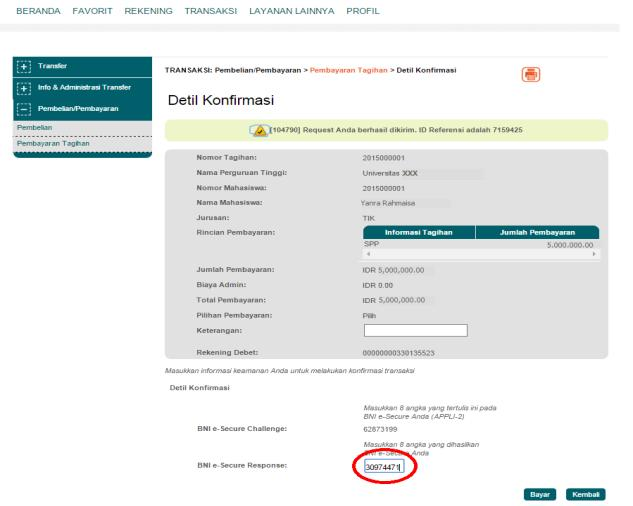 BERANDA FAVORIT REKENING TRANSAKSI LAYANAN LAINNYA PROFIL
Transfer
Info & Administrasi Transfer
Pembelian/Pembayaran
Pembelian
Pembayaran Tagihan
TRANSAKSI: Pembelian/Pembayaran > Pembayaran Tagihan > Detil Konfirmasi
Detil Konfirmasi
[104790] Request Anda berhasil dikirim. ID Referensi adalah 7159425
Nomor Tagihan: 2015000001
Nama Perguruan Tinggi: Universitas XXX
Nomor Mahasiswa: 2015000001
Nama Mahasiswa: Yanra Rahmaisa
Jurusan: TIK
Rincian Pembayaran: Informasi Tagihan Jumlah Pembayaran
SPP 5.000.000.00
Jumlah Pembayaran: IDR 5,000,000.00
Biaya Admin: IDR 0.00
Total Pembayaran: IDR 5,000,000.00
Pilihan Pembayaran: Pilih
Keterangan:
Rekening Debet: 00000000330135523
Masukkan informasi keamanan Anda untuk melakukan konfirmasi transaksi
Detil Konfirmasi
Masukkan 8 angka yang tertulis ini pada
BNI e-Secure Anda (APPLI-2)
BNI e-Secure Challenge: 62873199
Masukkan 8 angka yang dihasilkan
BNI e-Secure Anda
BNI e-Secure Response: 30974471
Bayar Kembali